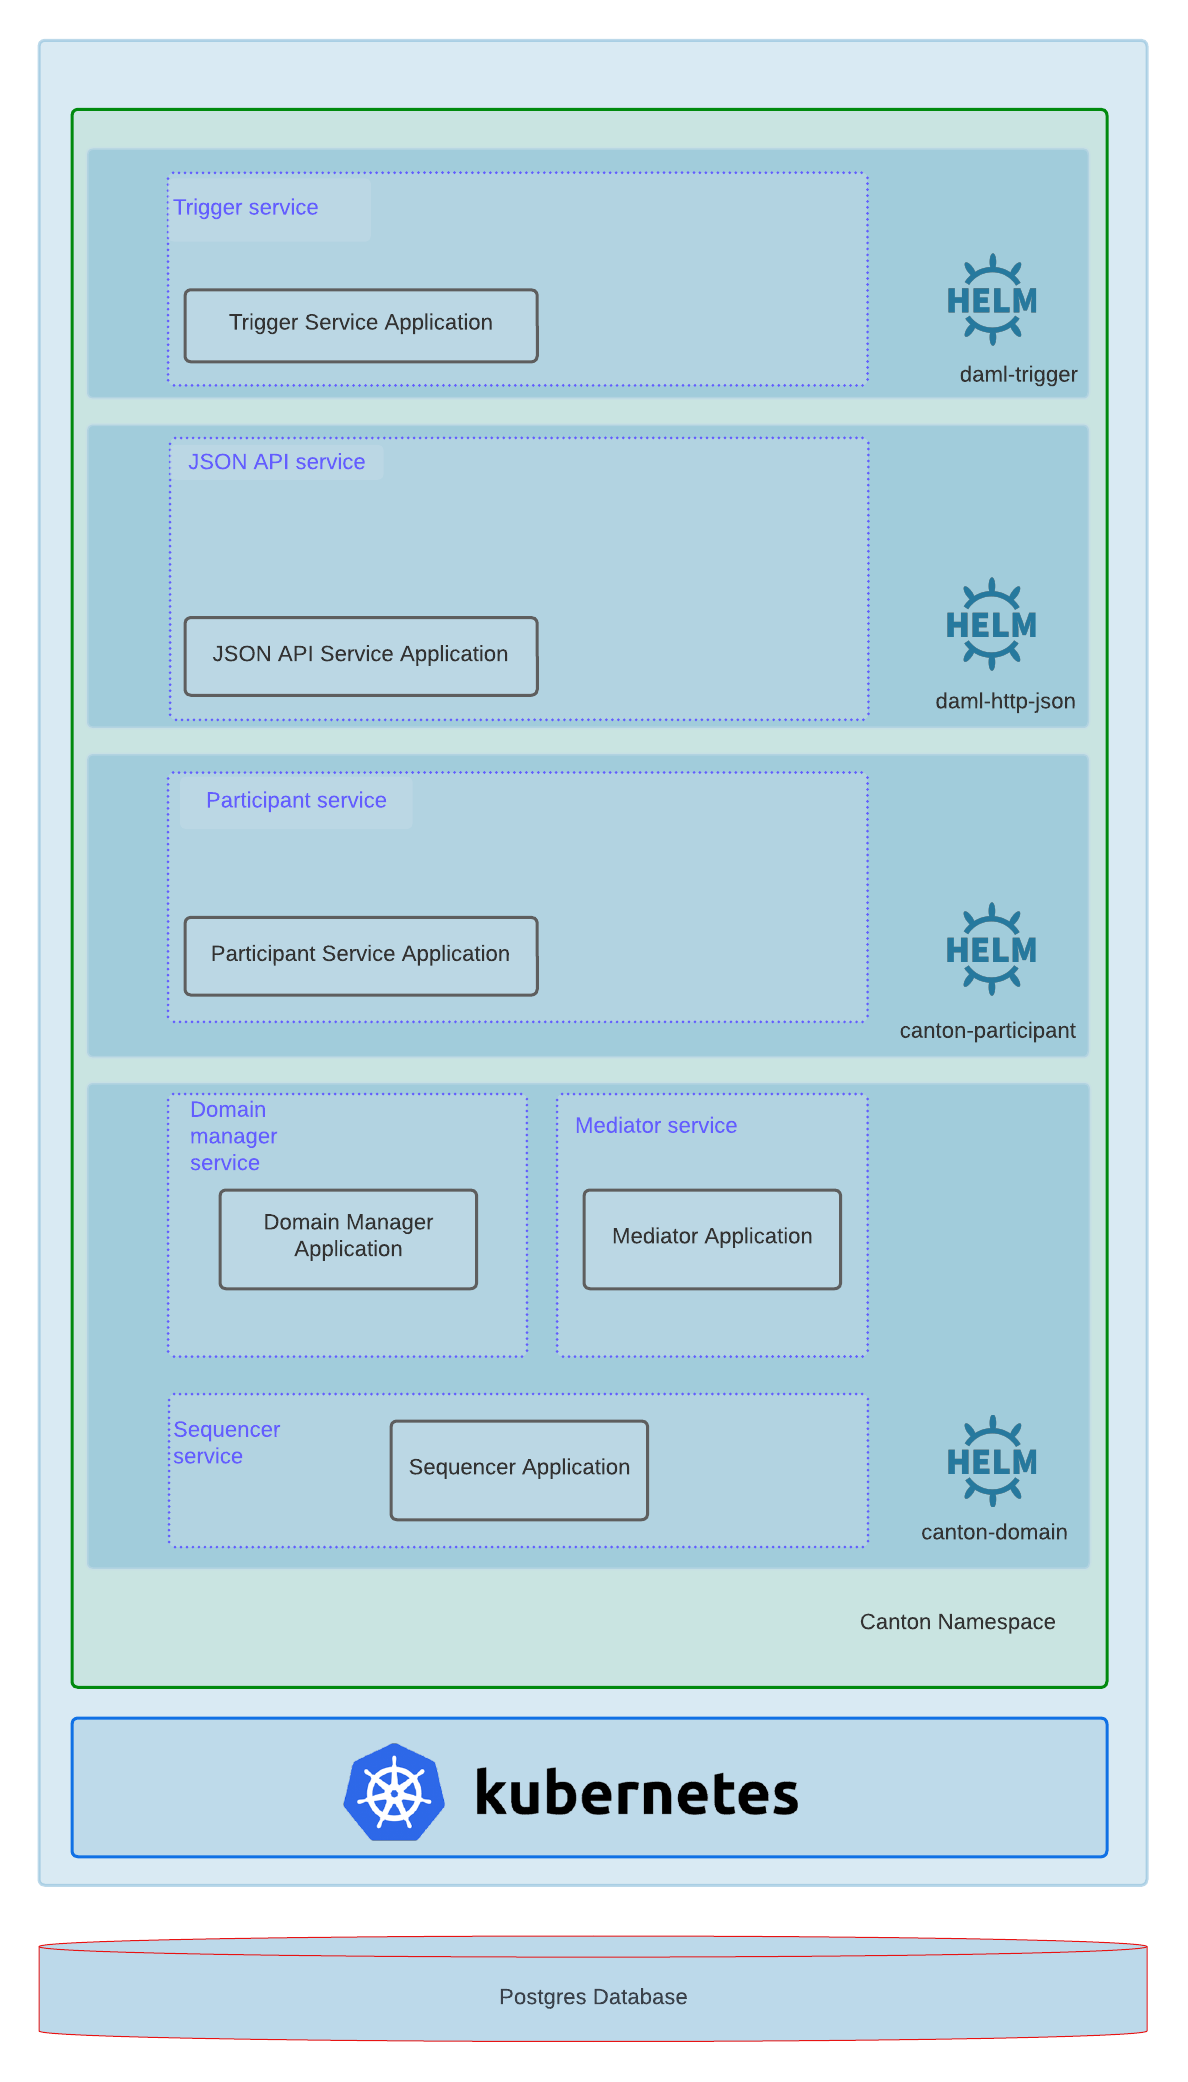 Trigger service
Trigger Service Application
HELM
daml-trigger
JSON API service
JSON API Service Application
HELM
daml-http-json
Participant service
Participant Service Application
HELM
canton-participant
Domain
manager
service
Domain Manager
Application
Mediator service
Mediator Application
Sequencer
service
Sequencer Application
HELM
canton-domain
Canton Namespace
kubernetes
Postgres Database